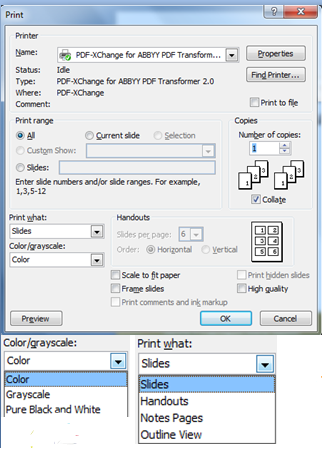 Print
Printer
Name: PDF-XChange for ABBYY PDF Transform...
Properties
Status: Idle
Find Printer...
Type: PDF-XChange for ABBYY PDF Transformer 2.0
Where: PDF-XChange
Comment:
Print to file
Print range
All
Current slide
Selection
Custom Show:
Slides:
Enter slide numbers and/or slide ranges. For example,
1,3,5-12
Copies
Number of copies:
1
1 2 3 1 2 3
Collate
Print what:
Slides
Color/grayscale:
Color
Handouts
Slides per page: 6
Order: Horizontal Vertical
1 2
3 4
5 6
Scale to fit paper
Print hidden slides
Frame slides
High quality
Print comments and ink markup
Preview
OK
Cancel
Color/grayscale:
Color
Color
Grayscale
Pure Black and White
Print what:
Slides
Slides
Handouts
Notes Pages
Outline View